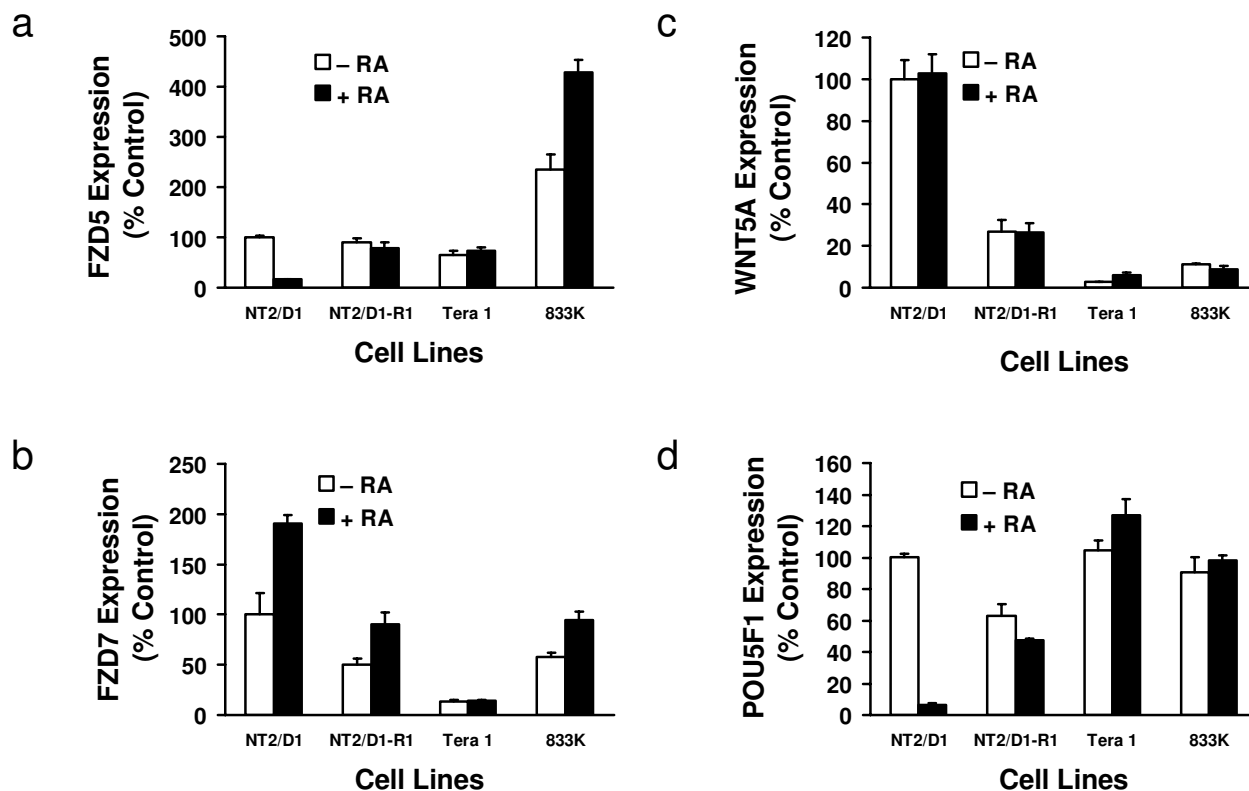 a
FZD5 Expression
(% Control)
500
400
300
200
100
0
– RA
+ RA
NT2/D1 NT2/D1-R1 Tera 1 833K
Cell Lines
c
WNT5A Expression
(% Control)
120
100
80
60
40
20
0
– RA
+ RA
NT2/D1 NT2/D1-R1 Tera 1 833K
Cell Lines
b
FZD7 Expression
(% Control)
250
200
150
100
50
0
– RA
+ RA
NT2/D1 NT2/D1-R1 Tera 1 833K
Cell Lines
d
POU5F1 Expression
(% Control)
160
140
120
100
80
60
40
20
0
– RA
+ RA
NT2/D1 NT2/D1-R1 Tera 1 833K
Cell Lines